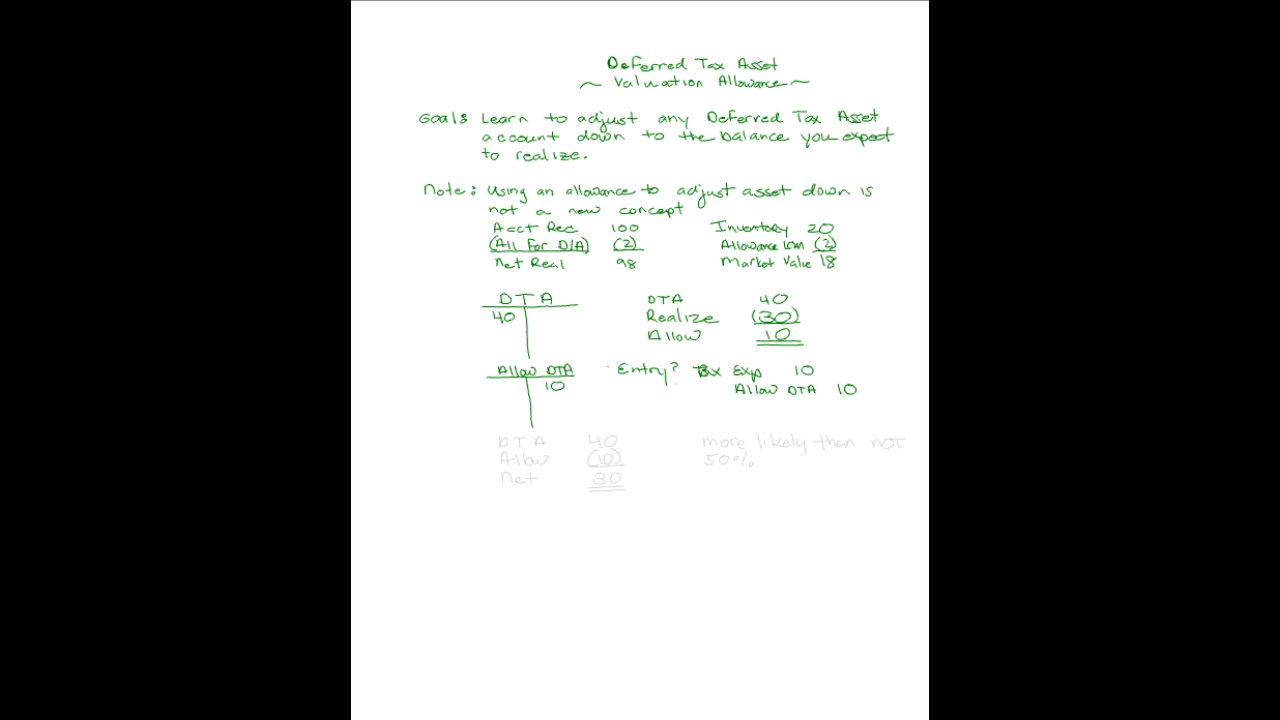 Deferred Tax Asset
~ Valuation Allowance ~
Goal: Learn to adjust any Deferred Tax Asset
account down to the balance you expect
to realize.
Note: Using an allowance to adjust asset down is
not a new concept
Acct Rec 100 Inventory 20
(All For D/A) (2) Allowance LCM (2)
Net Real 98 Market Value 18
DTA DTA 40
40 Realize (30)
Allow 10
Allow DTA Entry? Tax Exp 10
10 Allow DTA 10
DTA 40 more likely than not
Allow (10) 50%
Net 30